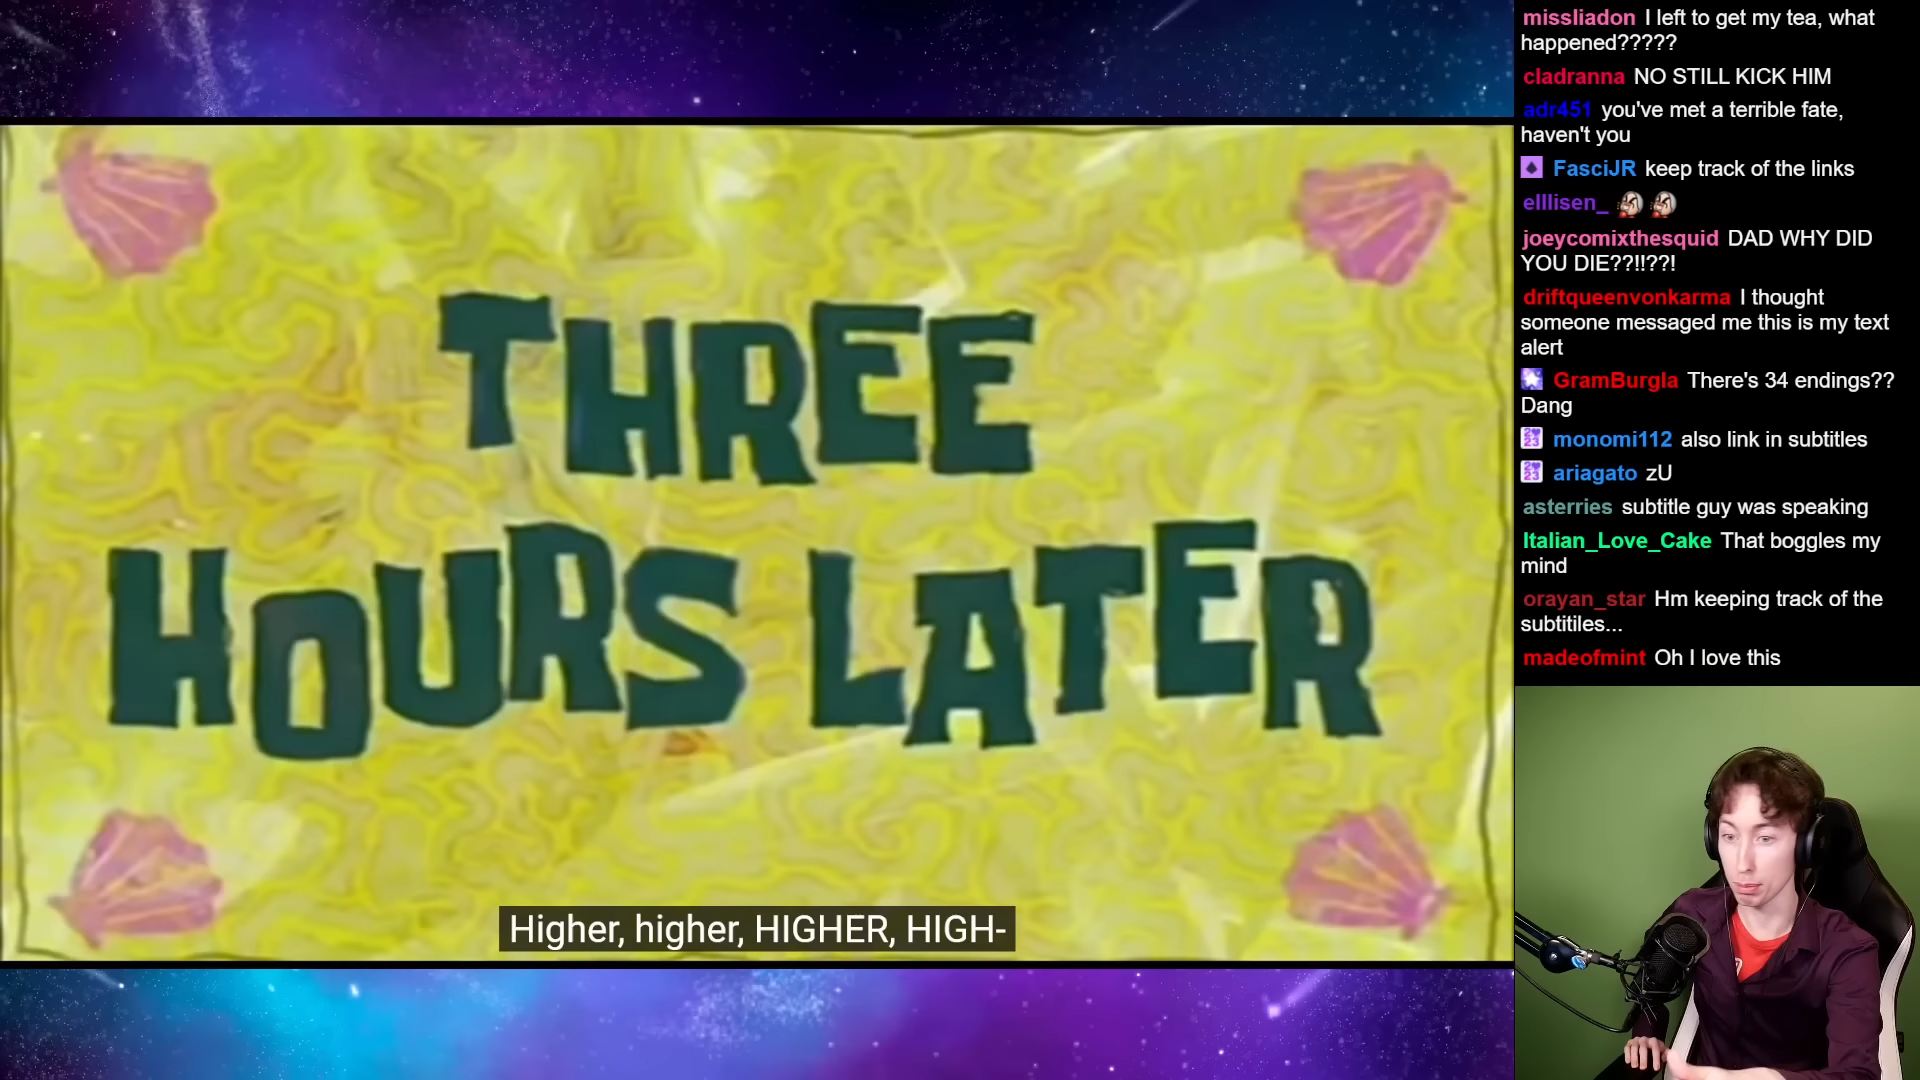 THREE
HOURS LATER
Higher, higher, HIGHER, HIGH-
missliadon I left to get my tea, what
happened?????
cladranna NO STILL KICK HIM
adr451 you've met a terrible fate,
haven't you
FasciJR keep track of the links
elllisen_
joeycomixthesquid DAD WHY DID
YOU DIE??!!??!
driftqueenvonkarma I thought
someone messaged me this is my text
alert
GramBurgla There's 34 endings??
Dang
monomi112 also link in subtitles
ariagato zU
asterries subtitle guy was speaking
Italian_Love_Cake That boggles my
mind
orayan_star Hm keeping track of the
subtitiles...
madeofmint Oh I love this